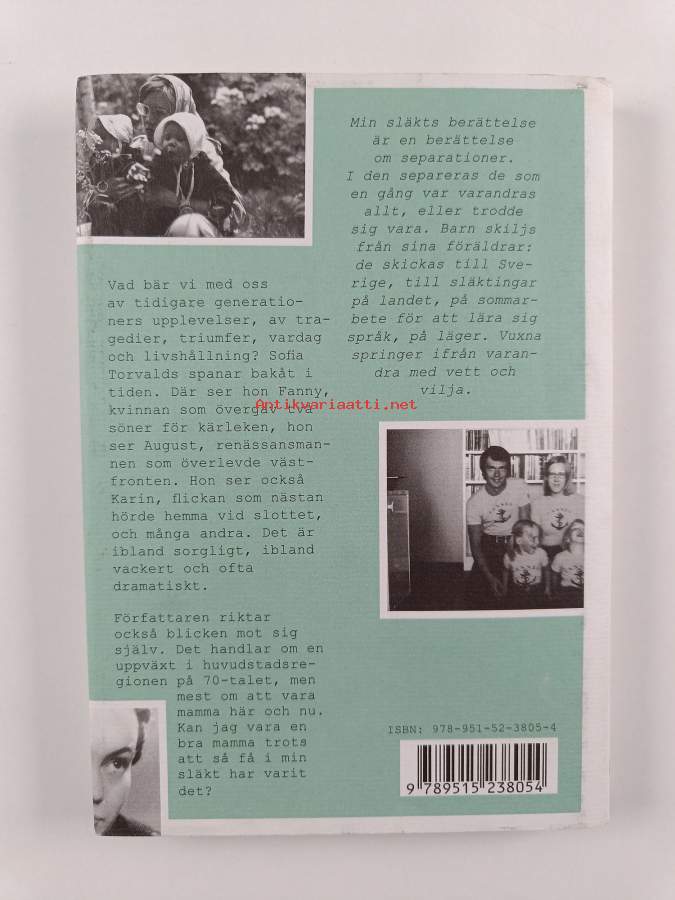 Min släkts berättelse
är en berättelse
om separationer.
I den separeras de som
en gång var varandras
allt, eller trodde
sig vara. Barn skiljs
från sina föräldrar:
de skickas till Sve-
rige, till släktingar
på landet, på sommar-
bete för att lära sig
språk, på läger. Vuxna
springer ifrån varan-
dra med vett och
vilja.
Vad bär vi med oss
av tidigare generatio-
ners upplevelser, av tra-
gedier, triumfer, vardag
och livshållning? Sofia
Torvalds spanar bakåt i
tiden. Där ser hon Fanny,
kvinnan som övergav två
söner för kärleken, hon
ser August, renässansman-
nen som överlevde väst-
fronten. Hon ser också
Karin, flickan som nästan
hörde hemma vid slottet,
och många andra. Det är
ibland sorgligt, ibland
vackert och ofta
dramatiskt.
Författaren riktar
också blicken mot sig
själv. Det handlar om en
uppväxt i huvudstadsre-
gionen på 70-talet, men
mest om att vara
mamma här och nu.
Kan jag vara en
bra mamma trots
att så få i min
släkt har varit
det?
Antikvariaatti.net
ISBN: 978-951-52-3805-4
9 789515 238054